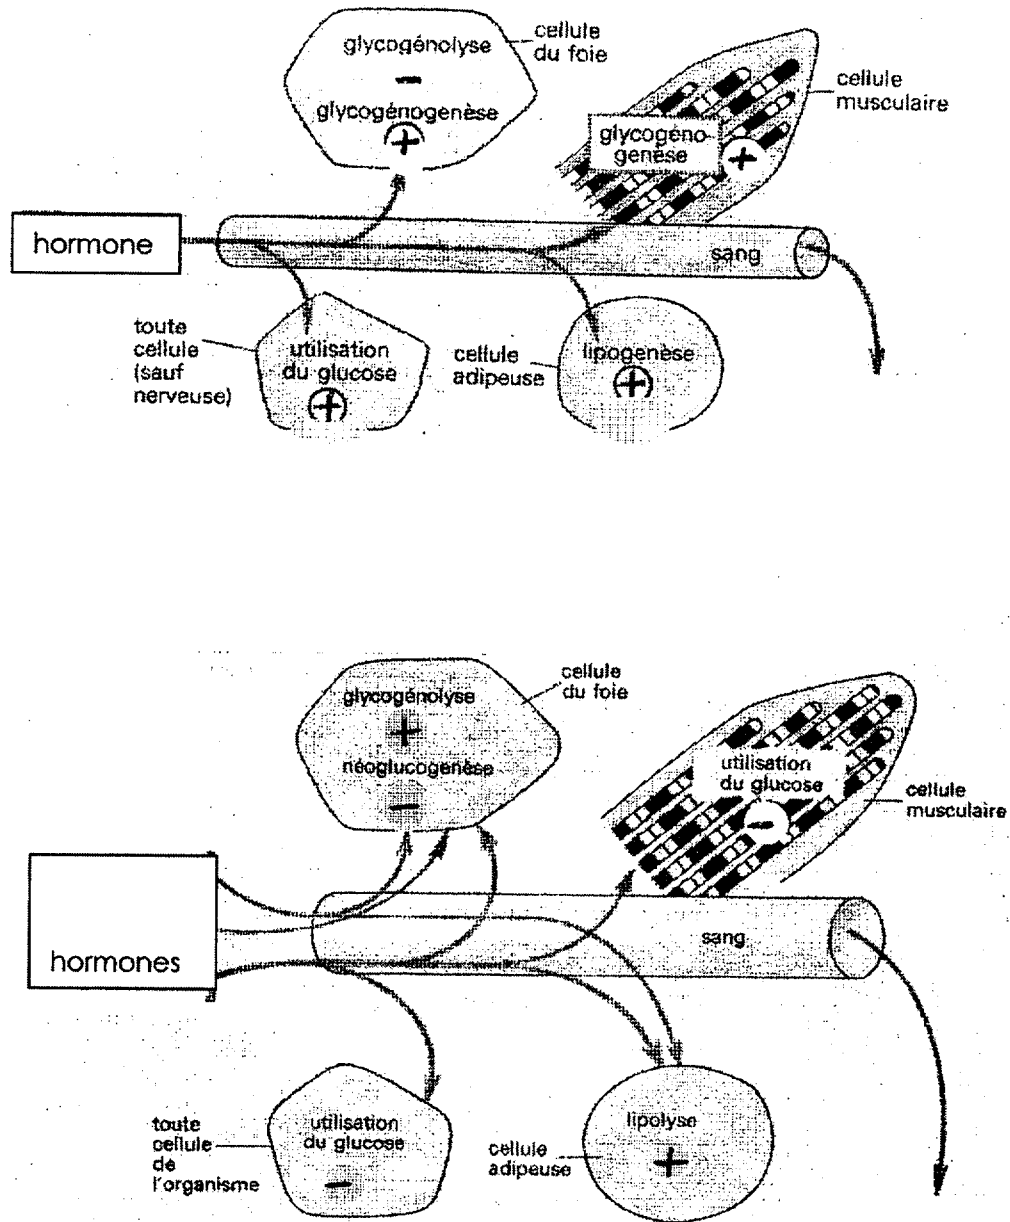 glycogénolyse
−
glycogénogenèse
+
cellule
du foie
glycogéno-
genèse
+
cellule
musculaire
hormone
sang
toute
cellule
(sauf
nerveuse)
utilisation
du glucose
+
cellule
adipeuse
lipogenèse
+
glycogénolyse
+
néoglucogenèse
−
cellule
du foie
utilisation
du glucose
−
cellule
musculaire
hormones
sang
toute
cellule
de
l'organisme
utilisation
du glucose
−
cellule
adipeuse
lipolyse
+